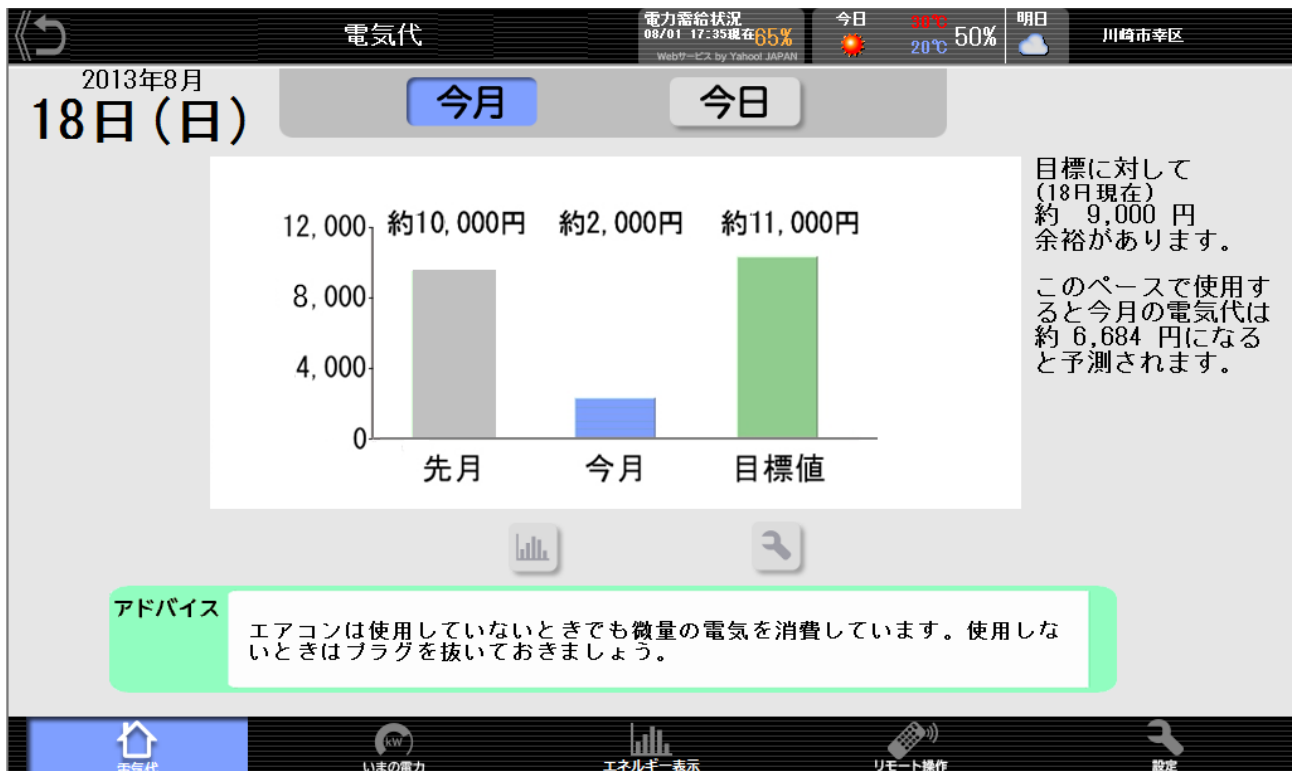 電気代
電力需給状況
08/01 17:35現在65%
Webサービス by Yahoo! JAPAN
今日
30℃
20℃
50%
明日
川崎市幸区
2013年8月
18日(日)
今月
今日
目標に対して
(18日現在)
約 9,000 円
余裕があります。
このペースで使用す
ると今月の電気代は
約 6,684 円になる
と予測されます。
約10,000円 約2,000円 約11,000円
12,000
8,000
4,000
0
先月 今月 目標値
アドバイス
エアコンは使用していないときでも微量の電気を消費しています。使用しな
いときはプラグを抜いておきましょう。
kW
電気代 いまの電力 エネルギー表示 リモート操作 設定